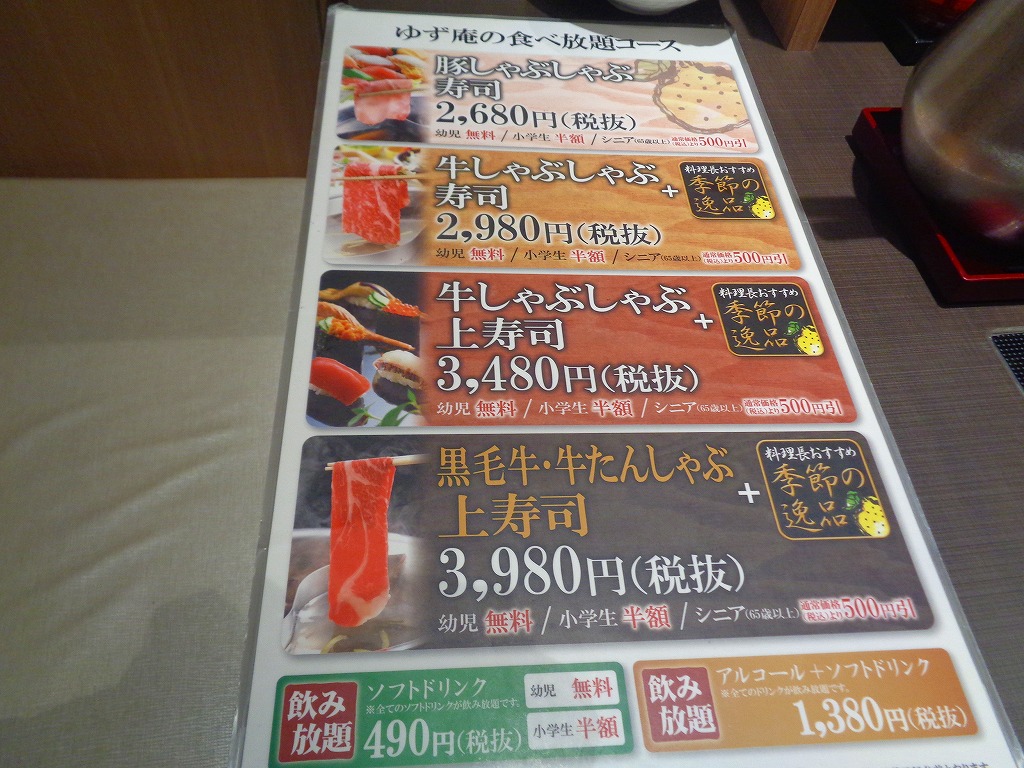 ゆず庵の食べ放題コース
豚しゃぶしゃぶ
寿司
2,680円(税抜)
幼児 無料 / 小学生 半額 / シニア(65歳以上) 通常価格(税込)より500円引
牛しゃぶしゃぶ
寿司
+
料理長おすすめ
季節の
逸品
2,980円(税抜)
幼児 無料 / 小学生 半額 / シニア(65歳以上) 通常価格(税込)より500円引
牛しゃぶしゃぶ
上寿司
+
料理長おすすめ
季節の
逸品
3,480円(税抜)
幼児 無料 / 小学生 半額 / シニア(65歳以上) 通常価格(税込)より500円引
黒毛牛・牛たんしゃぶ
上寿司
+
料理長おすすめ
季節の
逸品
3,980円(税抜)
幼児 無料 / 小学生 半額 / シニア(65歳以上) 通常価格(税込)より500円引
飲み
放題
ソフトドリンク
※全てのソフトドリンクが飲み放題です。
490円(税抜)
幼児 無料
小学生 半額
飲み
放題
アルコール+ソフトドリンク
※全てのドリンクが飲み放題です。
1,380円(税抜)